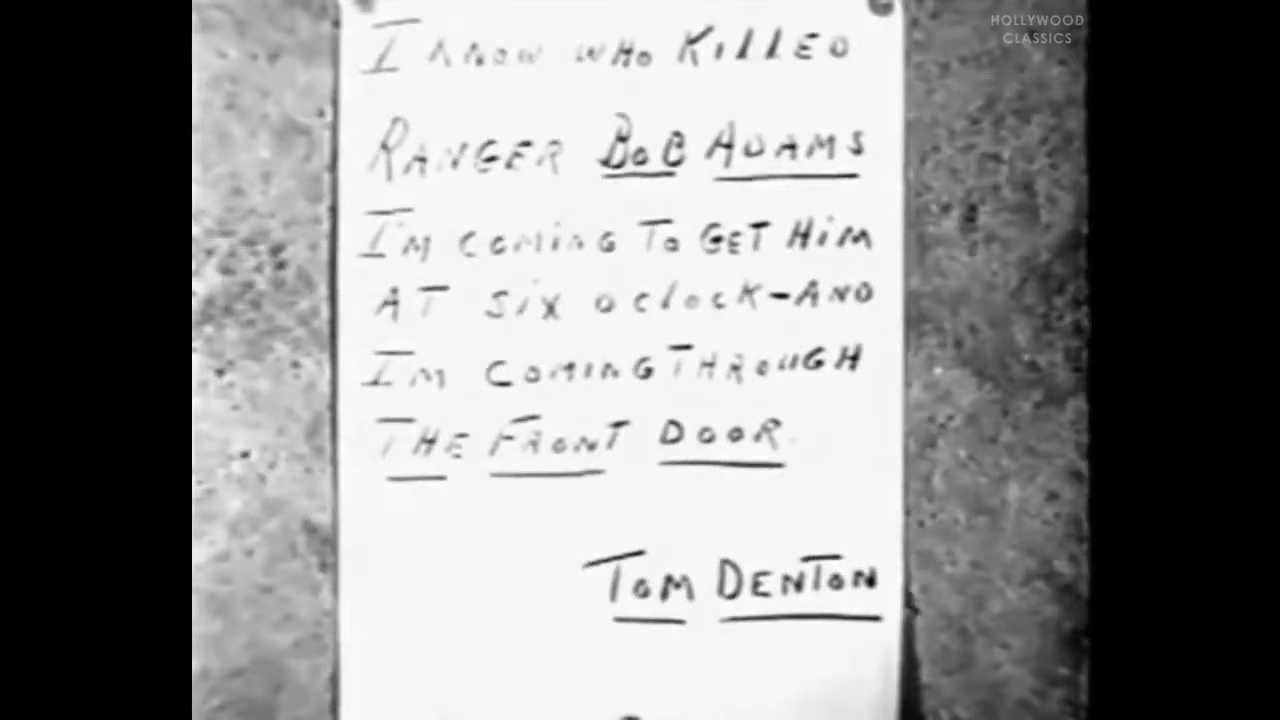 HOLLYWOOD
CLASSICS
I KNOW WHO KILLED
RANGER BOB ADAMS
I'M COMING TO GET HIM
AT SIX O CLOCK-AND
I'M COMING THROUGH
THE FRONT DOOR.
TOM DENTON